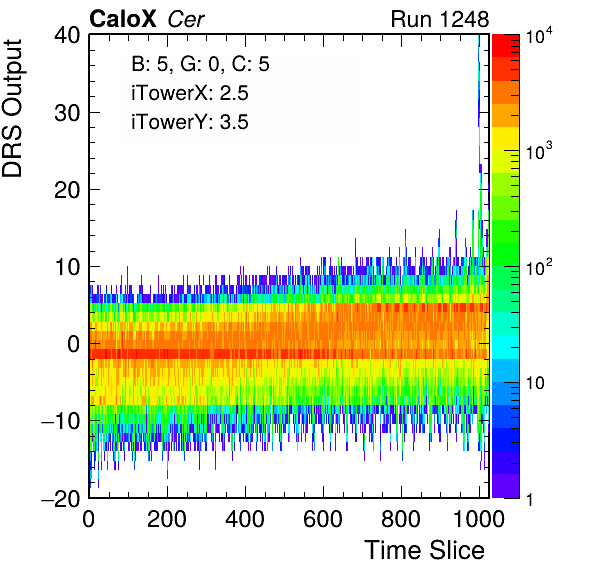 CaloX Cer Run 1248
B: 5, G: 0, C: 5
iTowerX: 2.5
iTowerY: 3.5
DRS Output
40
30
20
10
0
−10
−20
0 200 400 600 800 1000
Time Slice
10⁴
10³
10²
10
1